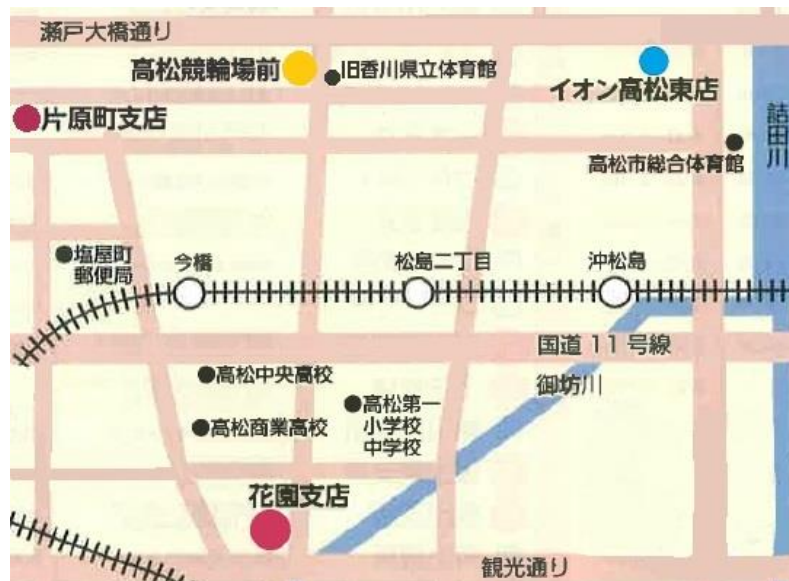 瀬戸大橋通り
高松競輪場前
旧香川県立体育館
イオン高松東店
片原町支店
詰田川
高松市総合体育館
塩屋町
郵便局
今橋
松島二丁目
沖松島
国道11号線
御坊川
高松中央高校
高松商業高校
高松第一
小学校
中学校
花園支店
観光通り